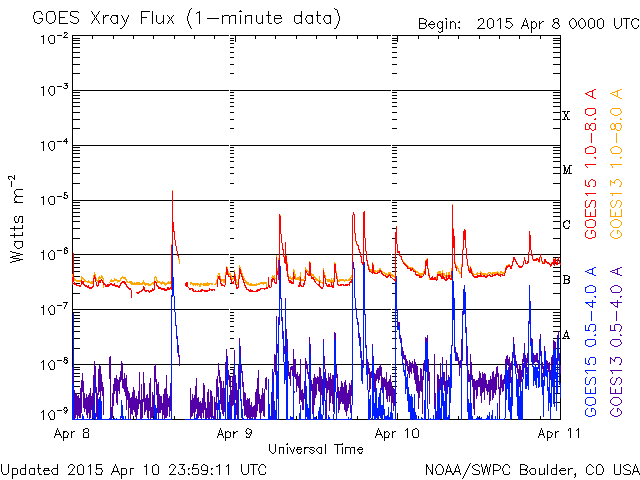 GOES Xray Flux (1-minute data)
Begin: 2015 Apr 8 0000 UTC
Watts m⁻²
10⁻²
10⁻³
10⁻⁴
10⁻⁵
10⁻⁶
10⁻⁷
10⁻⁸
10⁻⁹
X
M
C
B
A
GOES15 1.0-8.0 A
GOES13 1.0-8.0 A
GOES15 0.5-4.0 A
GOES13 0.5-4.0 A
Apr 8
Apr 9
Apr 10
Apr 11
Universal Time
Updated 2015 Apr 10 23:59:11 UTC
NOAA/SWPC Boulder, CO USA